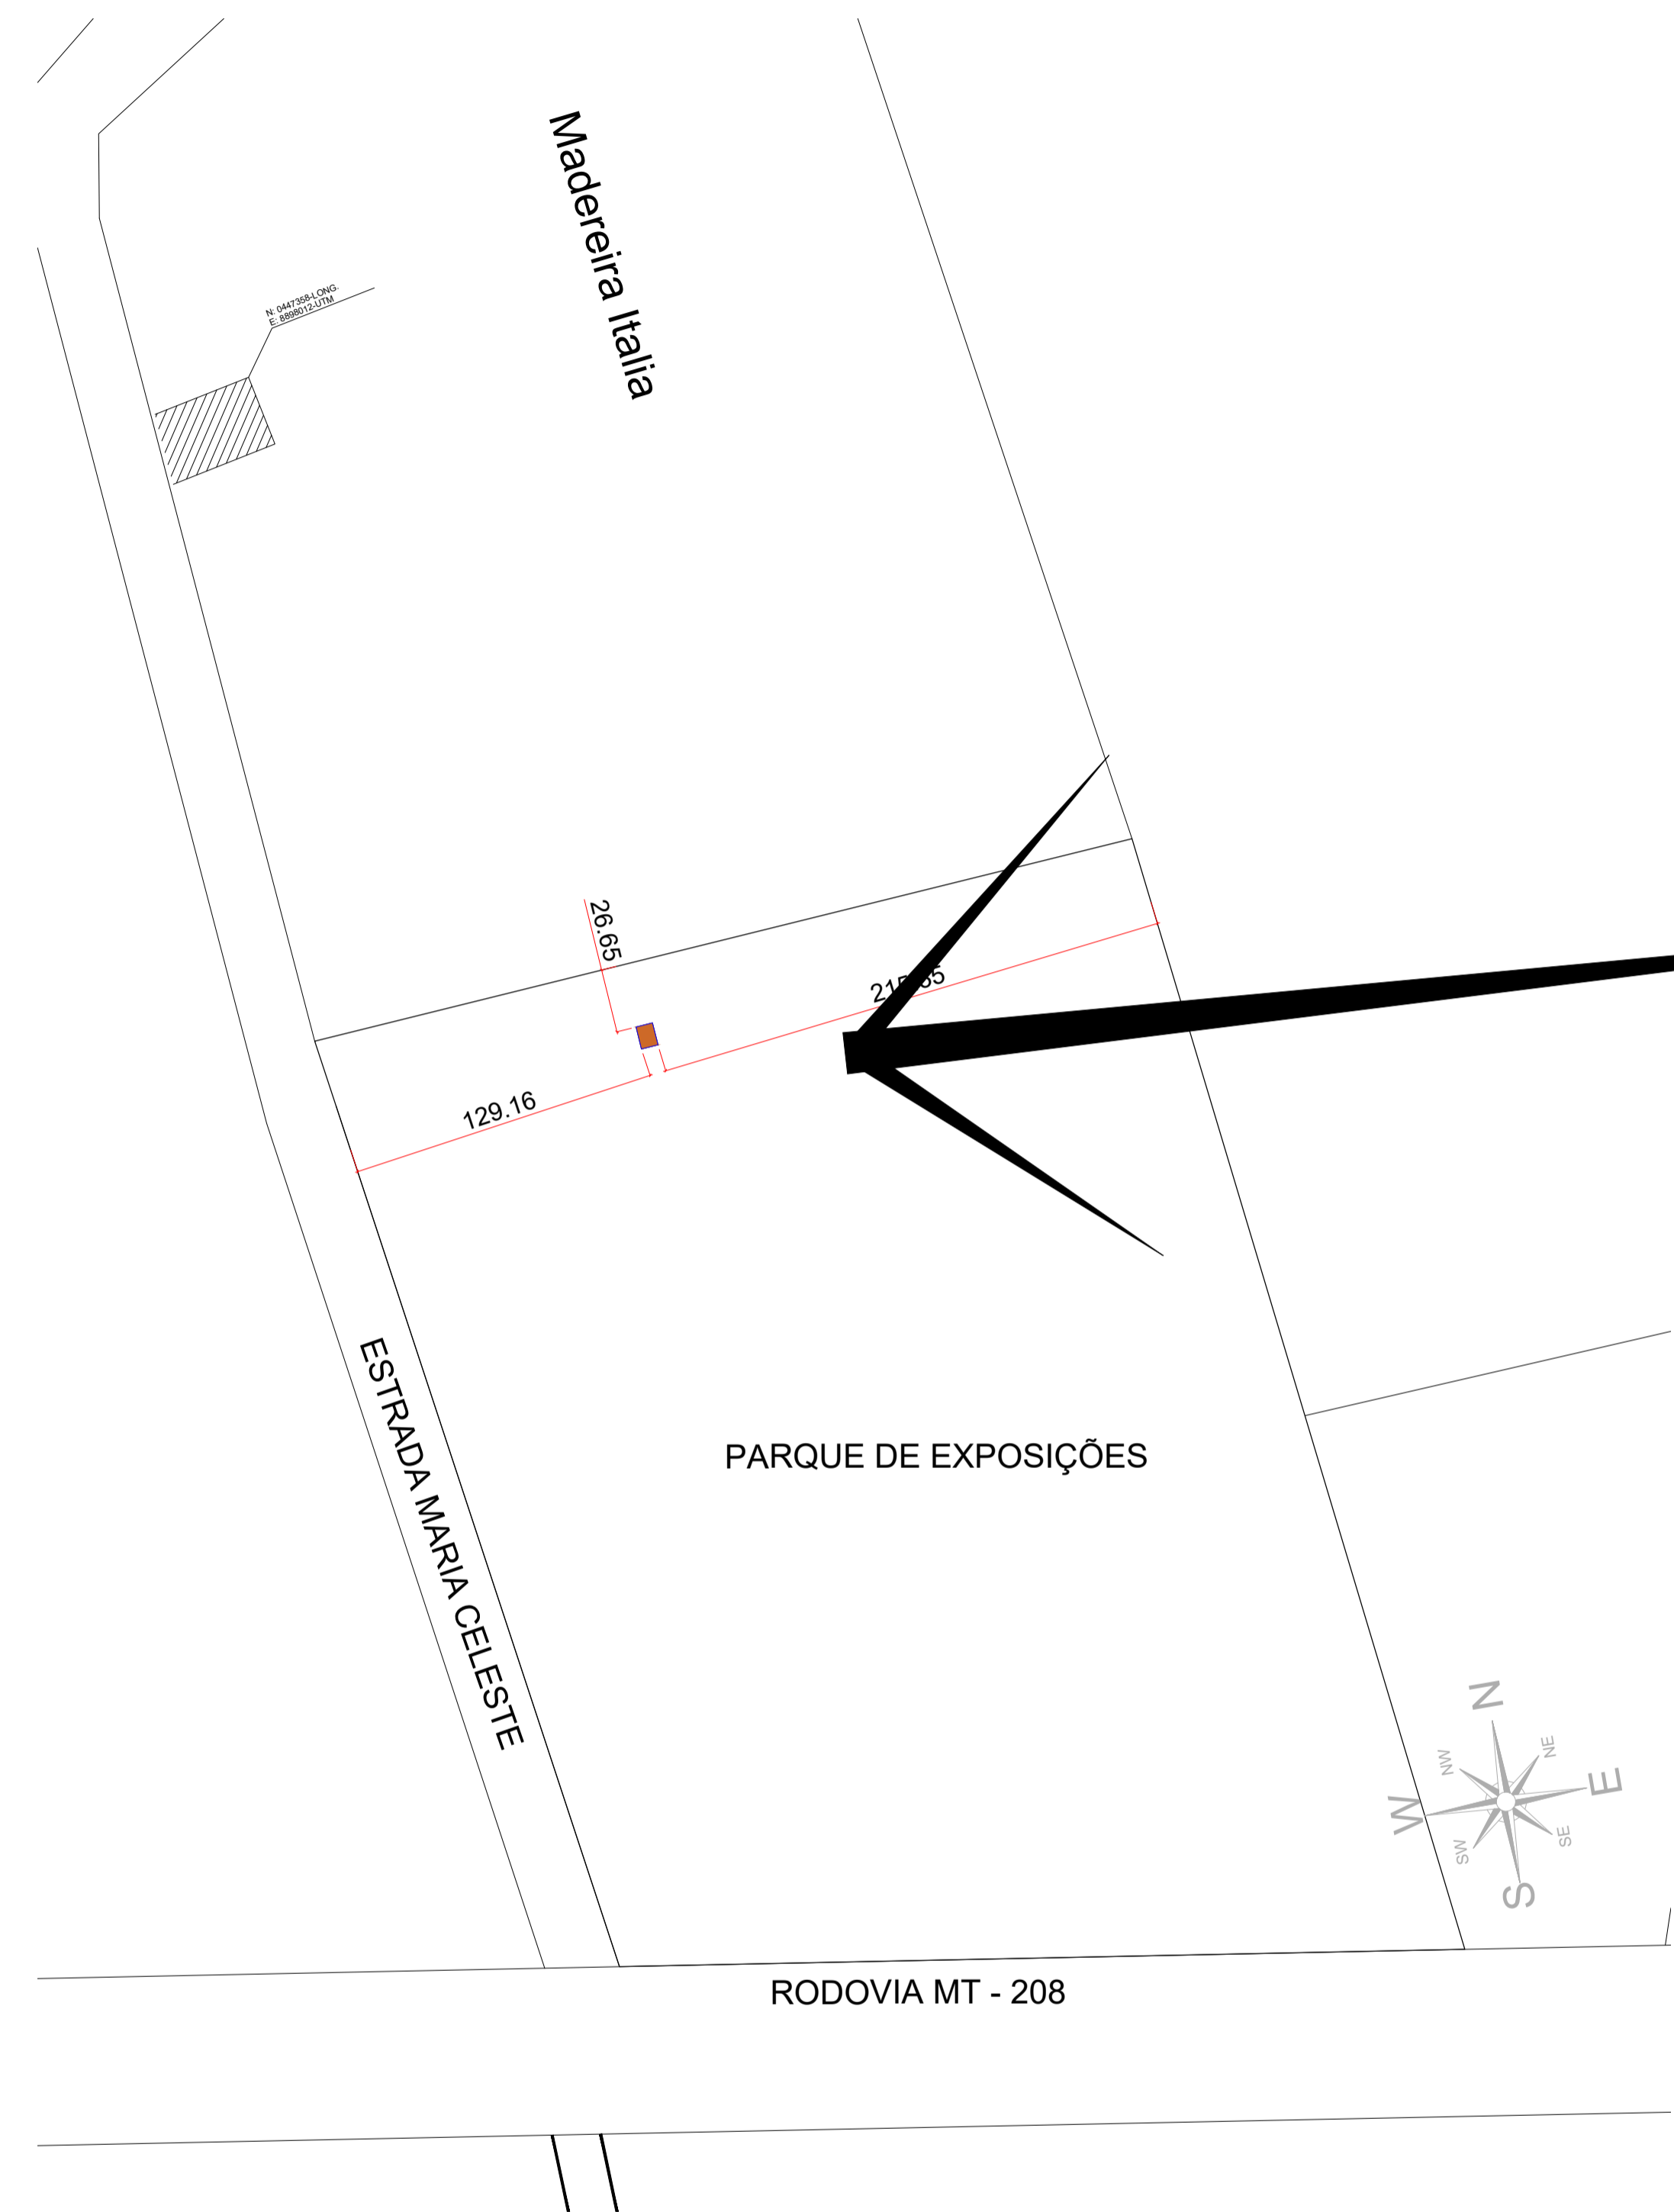 Madereira Italia
N: 0447358-LONG.
E: 8898012-UTM
26.65
129.16
ESTRADA MARIA CELESTE
PARQUE DE EXPOSIÇÕES
N
NW
NE
W
E
SW
SE
S
RODOVIA MT - 208